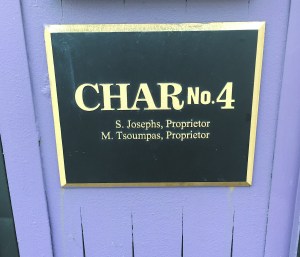 CHAR No.4
S. Josephs, Proprietor
M. Tsoumpas, Proprietor